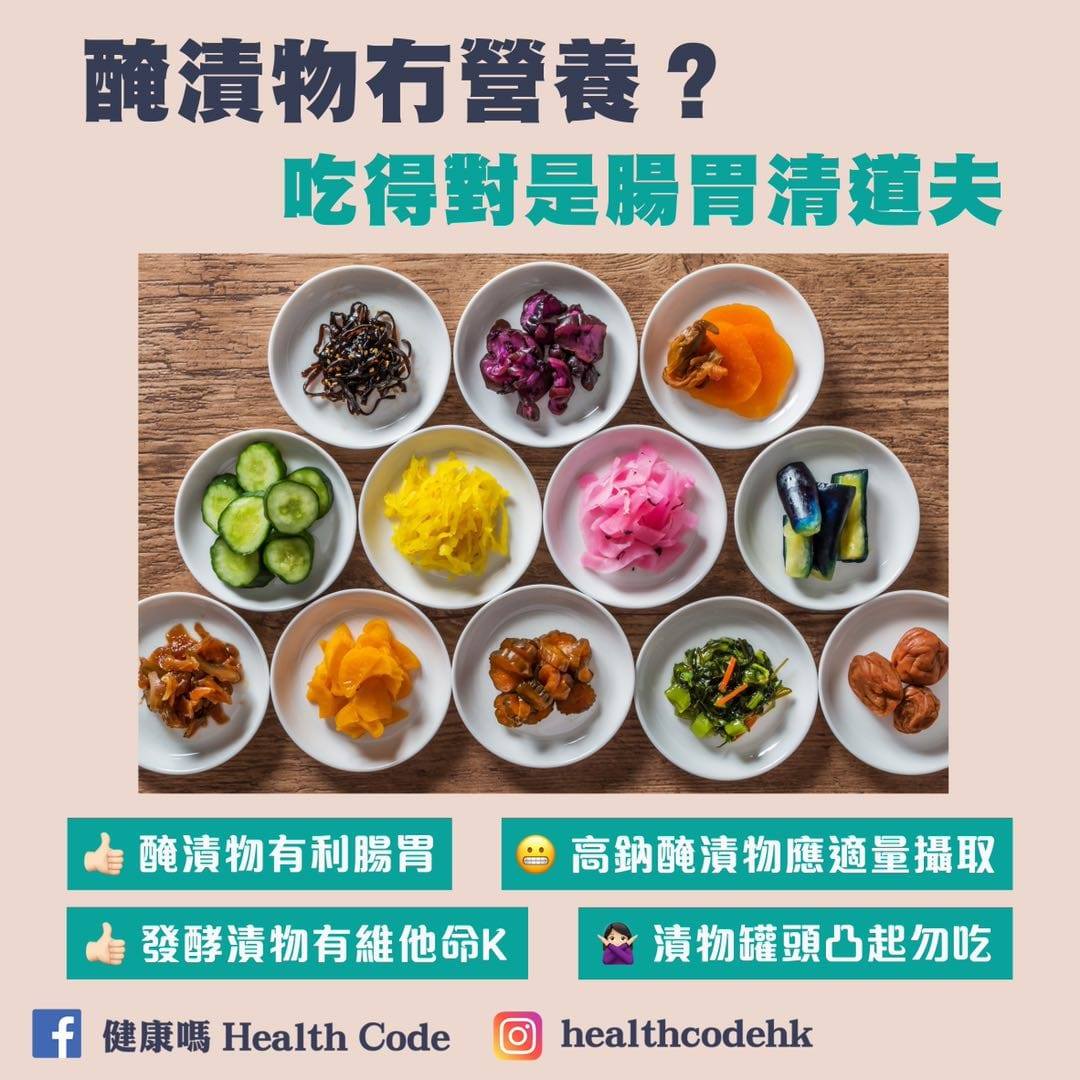 醃漬物冇營養？
吃得對是腸胃清道夫
👍🏻 醃漬物有利腸胃
😬 高鈉醃漬物應適量攝取
👍🏻 發酵漬物有維他命K
🙅🏻‍♀️ 漬物罐頭凸起勿吃
健康嗎 Health Code
healthcodehk